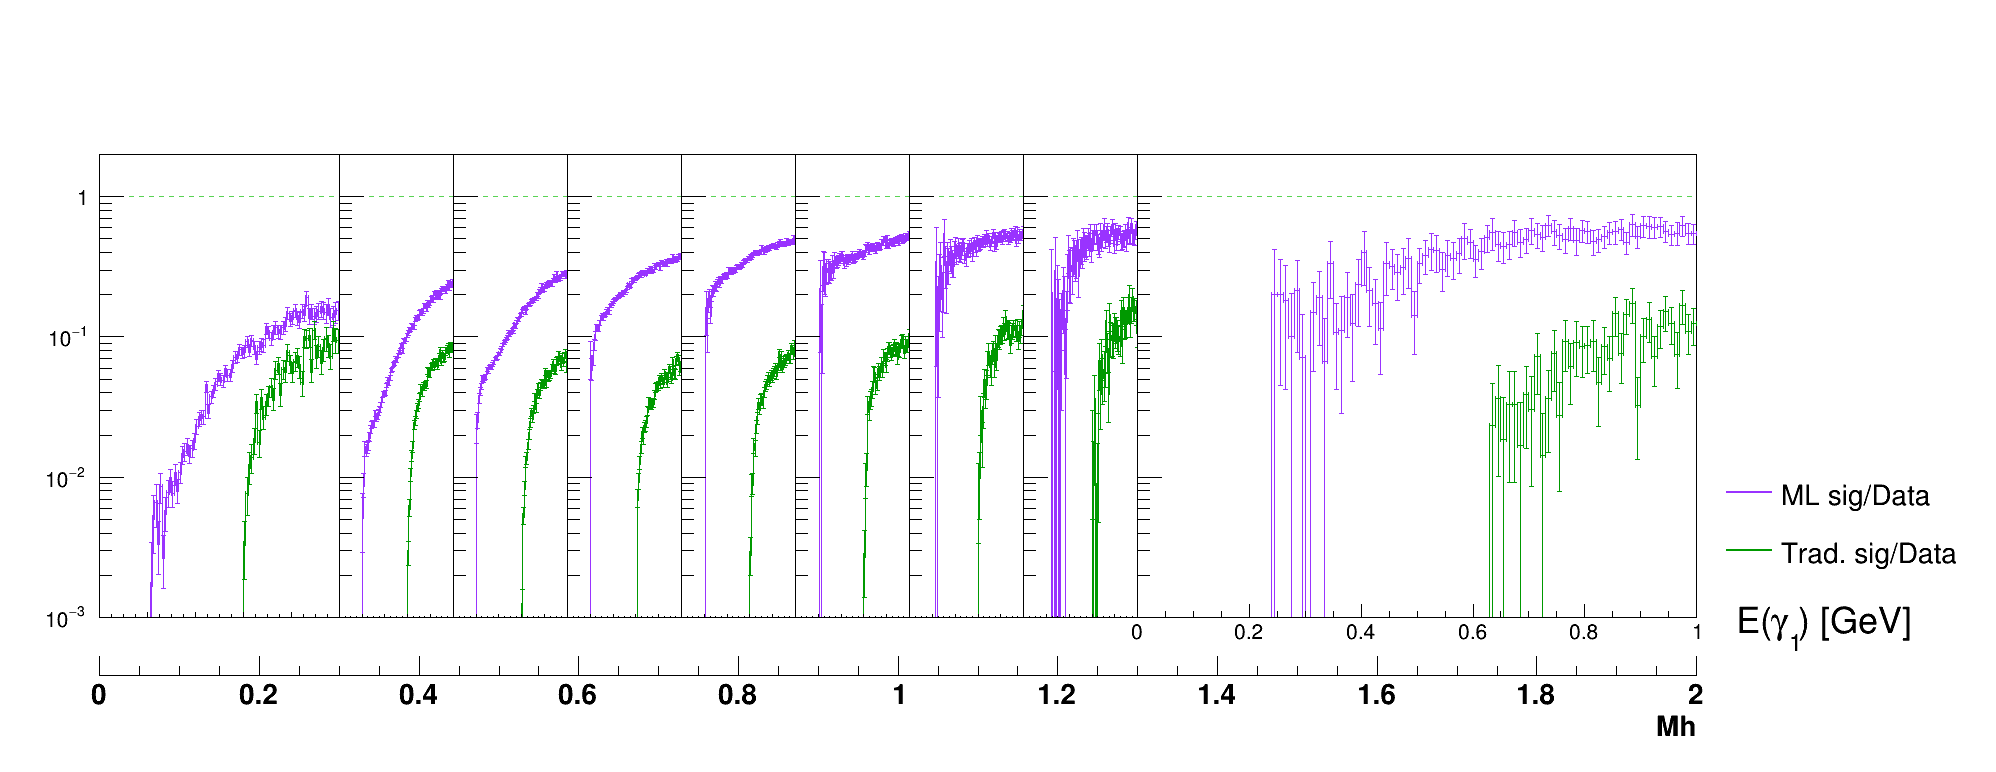 1
10⁻¹
10⁻²
10⁻³
ML sig/Data
Trad. sig/Data
0 0.2 0.4 0.6 0.8 1
E(γ₁) [GeV]
0 0.2 0.4 0.6 0.8 1 1.2 1.4 1.6 1.8 2
Mh